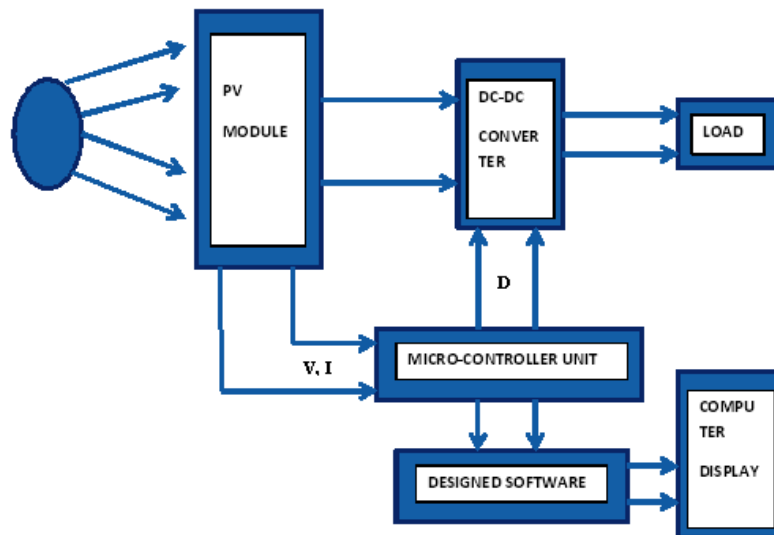 PV
MODULE
DC-DC
CONVER
TER
LOAD
D
V, I
MICRO-CONTROLLER UNIT
DESIGNED SOFTWARE
COMPU
TER
DISPLAY